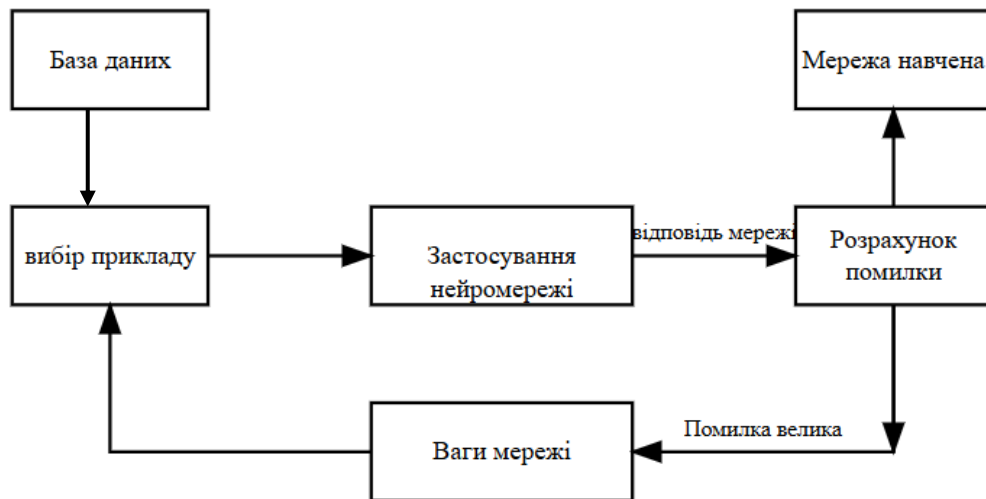 База даних
Мережа навчена
вибір прикладу
Застосування
нейромережі
відповідь мережі
Розрахунок
помилки
Помилка велика
Ваги мережі